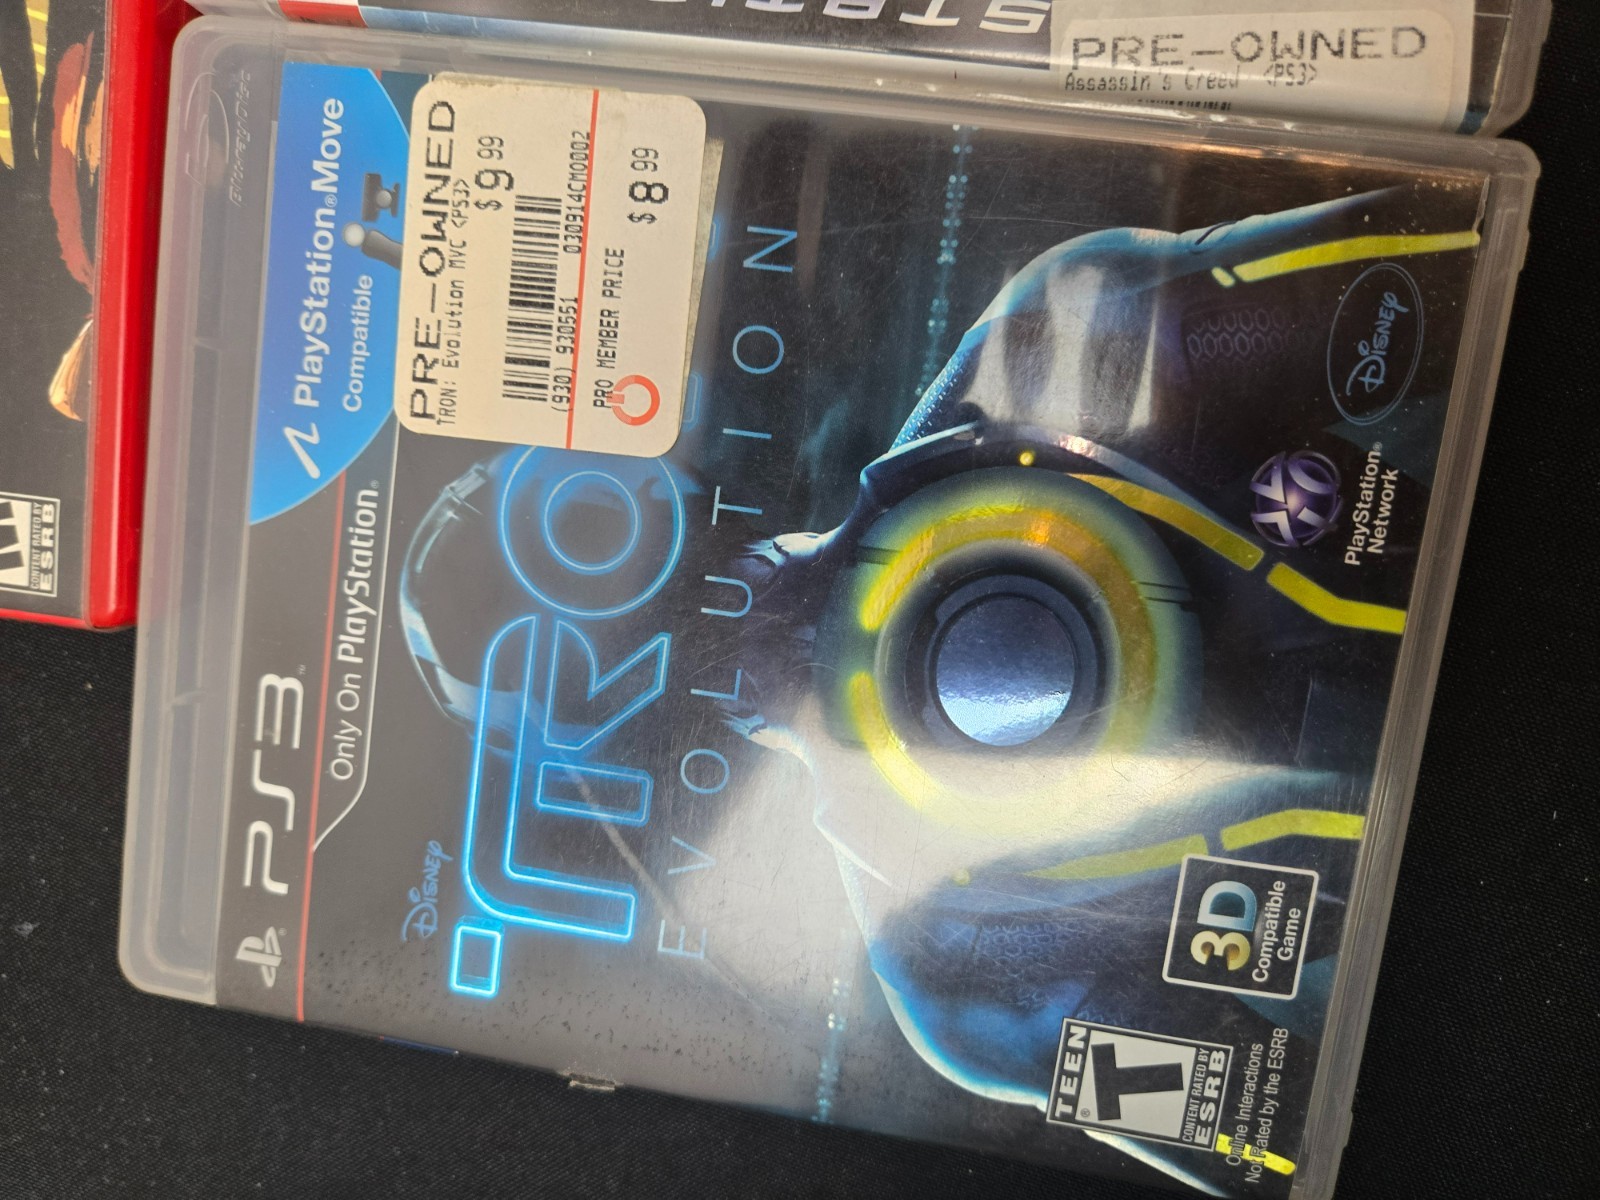 PRE-OWNED
Assassin's Creed <PS3>
PS3
Only On PlayStation®
PlayStation®Move
Compatible
PRE-OWNED
TRON: Evolution MVC <PS3>
$9.99
(930) 930551 030914CM0002
PRO MEMBER PRICE
$8.99
Disney
TRO
EVOLUTION
Disney
PlayStation®
Network
3D
Compatible
Game
TEEN
T
CONTENT RATED BY
ESRB
Online Interactions
Not Rated by the ESRB
CONTENT RATED BY
ESRB